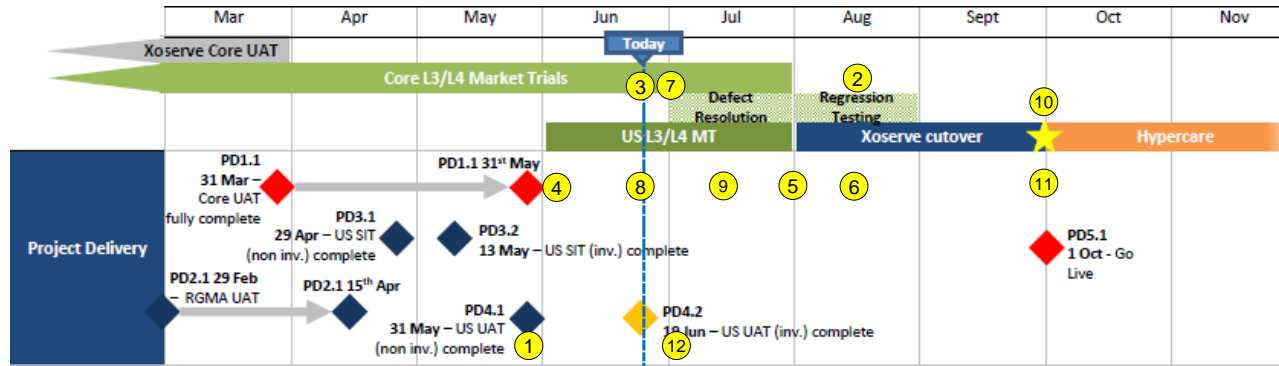 Mar Apr May Jun Jul Aug Sept Oct Nov
Xoserve Core UAT
Today
Core L3/L4 Market Trials
3 7 2
Defect
Resolution
Regression
Testing
10
US L3/L4 MT
Xoserve cutover
Hypercare
Project Delivery
PD1.1
31 Mar –
Core UAT
fully complete
PD1.1 31st May
4 8 9 5 6 11
PD3.1
29 Apr – US SIT
(non inv.) complete
PD3.2
13 May – US SIT (inv.) complete
PD5.1
1 Oct - Go
Live
PD2.1 29 Feb
– RGMA UAT
PD2.1 15th Apr
PD4.1
31 May – US UAT
(non inv.) complete
1
PD4.2
Jun – US UAT (inv.) complete
12